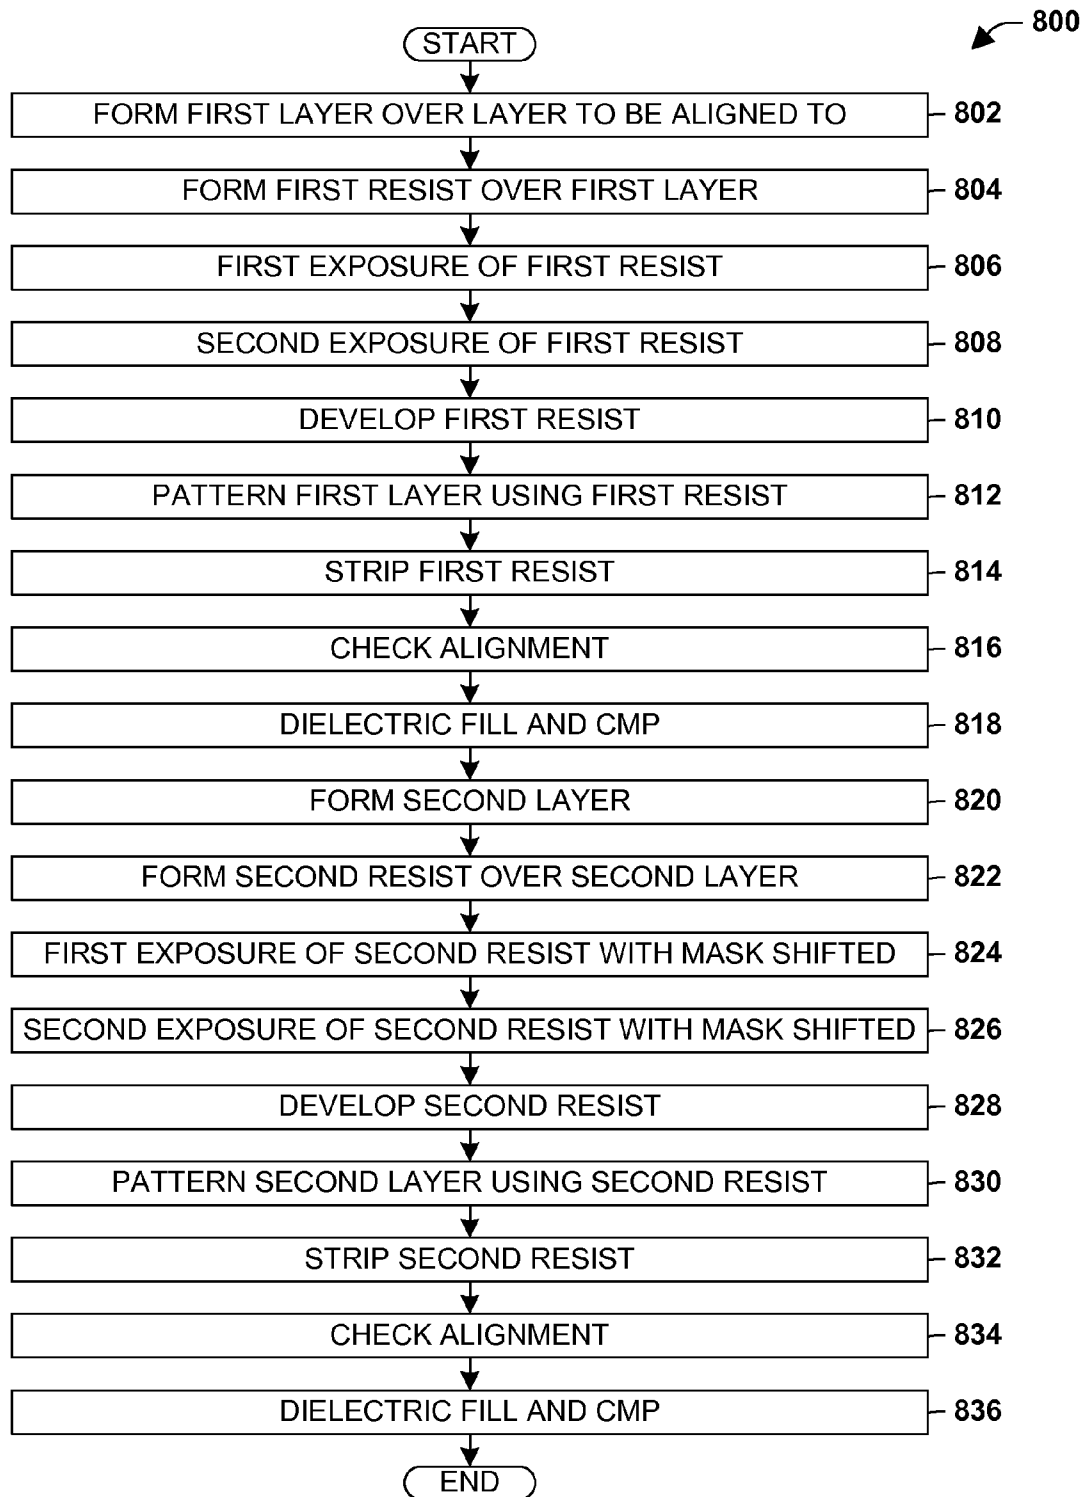 800
START
FORM FIRST LAYER OVER LAYER TO BE ALIGNED TO 802
FORM FIRST RESIST OVER FIRST LAYER 804
FIRST EXPOSURE OF FIRST RESIST 806
SECOND EXPOSURE OF FIRST RESIST 808
DEVELOP FIRST RESIST 810
PATTERN FIRST LAYER USING FIRST RESIST 812
STRIP FIRST RESIST 814
CHECK ALIGNMENT 816
DIELECTRIC FILL AND CMP 818
FORM SECOND LAYER 820
FORM SECOND RESIST OVER SECOND LAYER 822
FIRST EXPOSURE OF SECOND RESIST WITH MASK SHIFTED 824
SECOND EXPOSURE OF SECOND RESIST WITH MASK SHIFTED 826
DEVELOP SECOND RESIST 828
PATTERN SECOND LAYER USING SECOND RESIST 830
STRIP SECOND RESIST 832
CHECK ALIGNMENT 834
DIELECTRIC FILL AND CMP 836
END